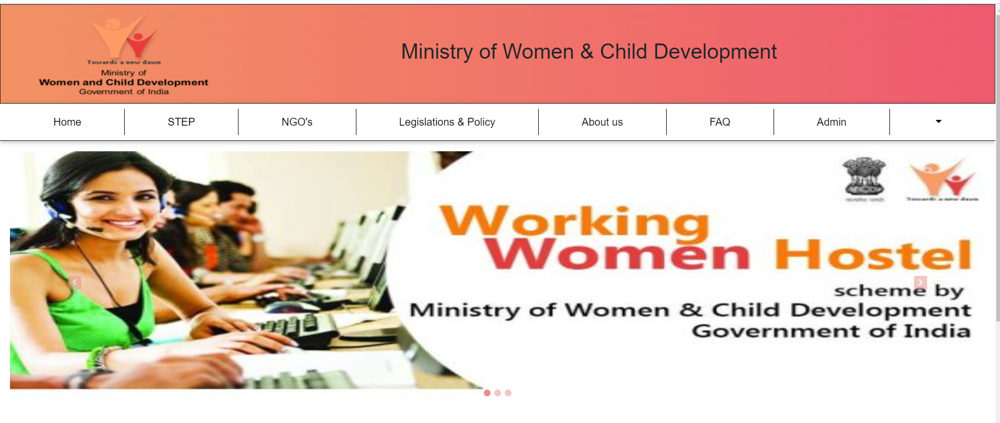 Towards a new dawn
Ministry of
Women and Child Development
Government of India
Ministry of Women & Child Development
Home
STEP
NGO's
Legislations & Policy
About us
FAQ
Admin
Towards a new dawn
Working
Women Hostel
scheme by
Ministry of Women & Child Development
Government of India